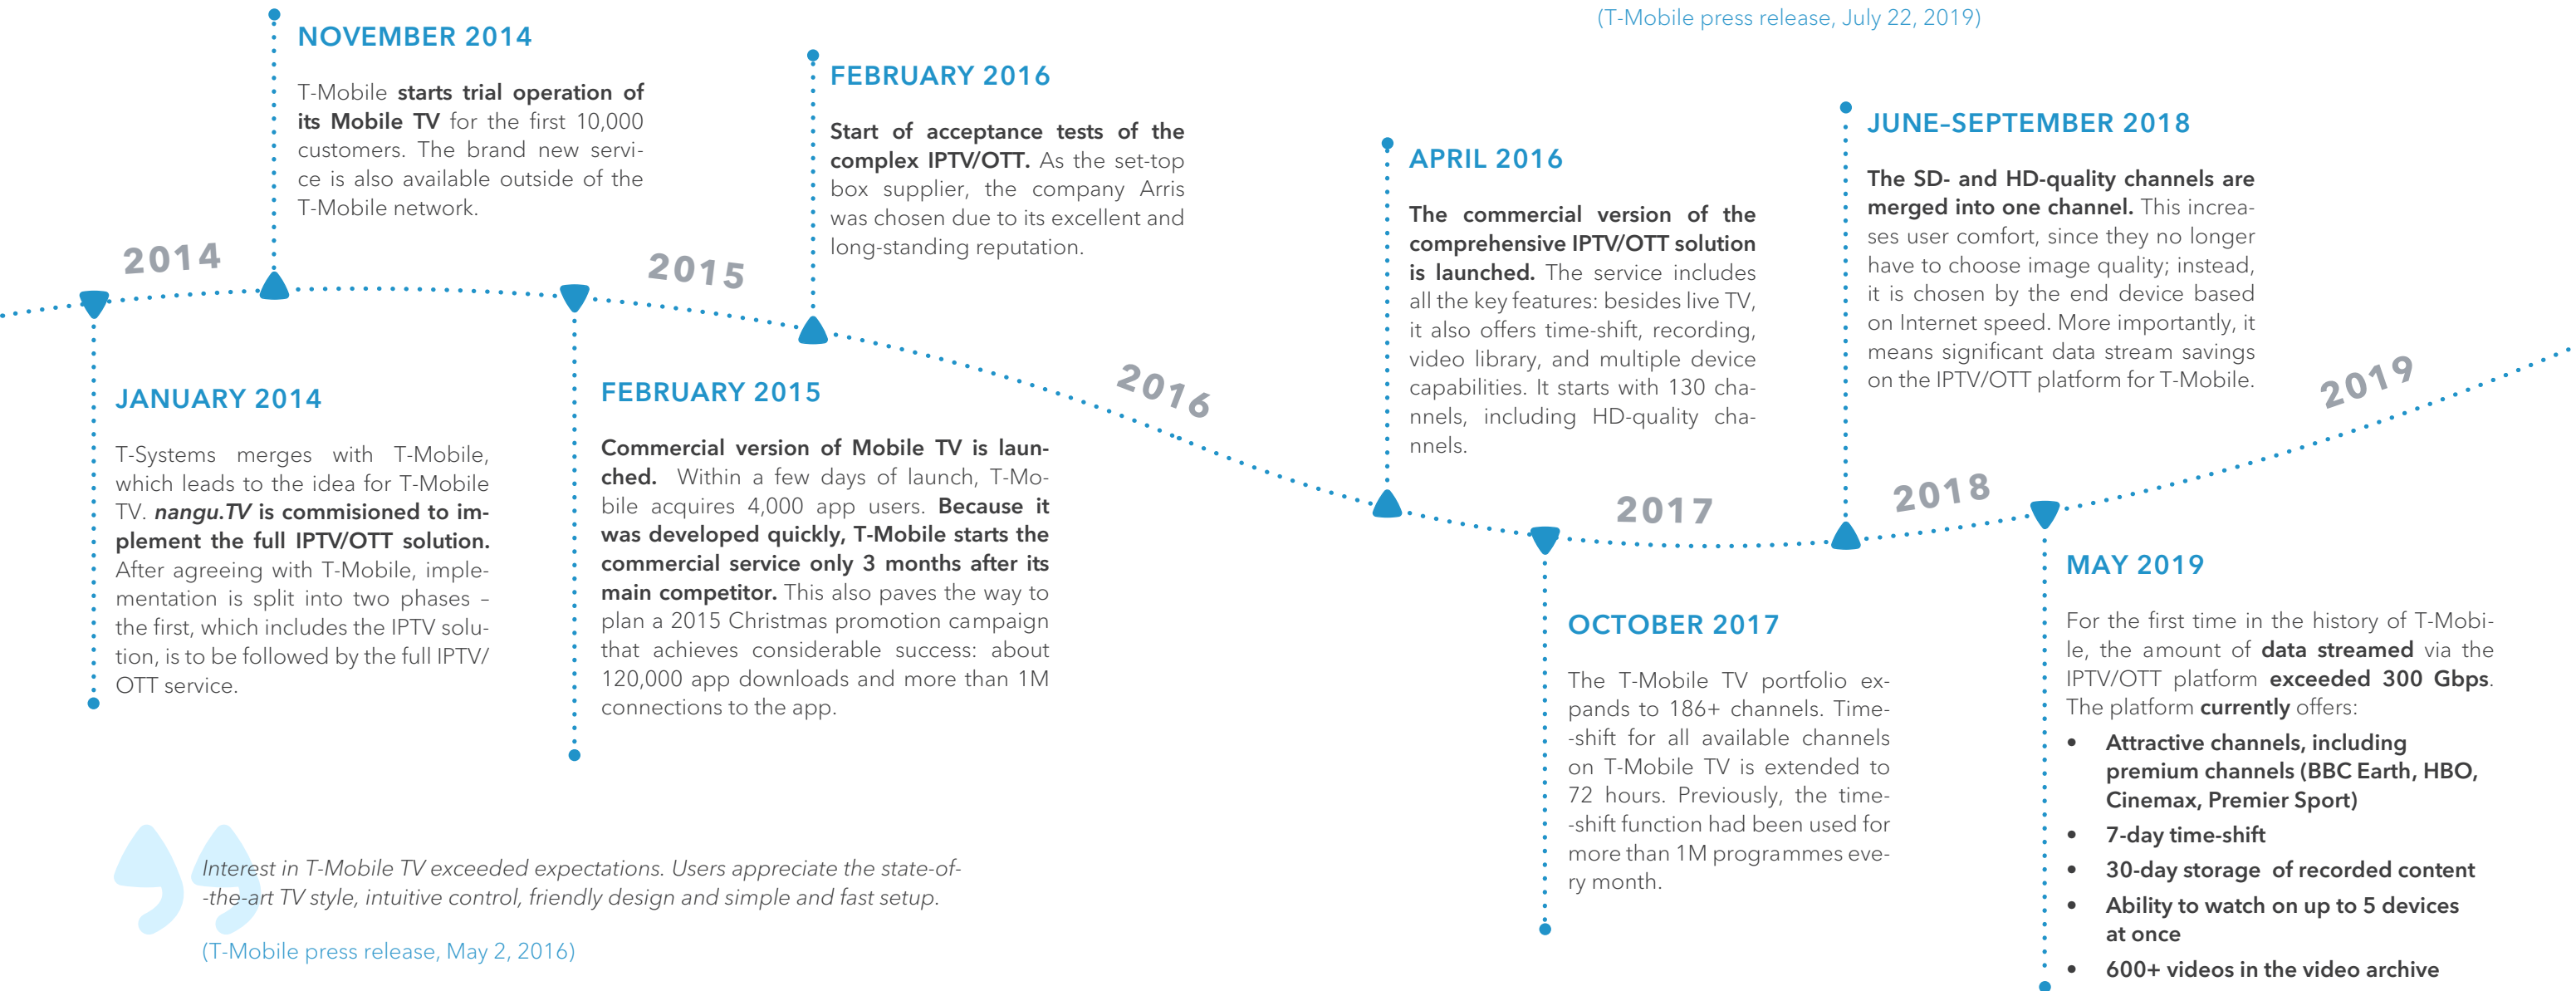 (T-Mobile press release, July 22, 2019)
NOVEMBER 2014
T-Mobile starts trial operation of
its Mobile TV for the first 10,000
customers. The brand new servi-
ce is also available outside of the
T-Mobile network.
FEBRUARY 2016
Start of acceptance tests of the
complex IPTV/OTT. As the set-top
box supplier, the company Arris
was chosen due to its excellent and
long-standing reputation.
APRIL 2016
The commercial version of the
comprehensive IPTV/OTT solution
is launched. The service includes
all the key features: besides live TV,
it also offers time-shift, recording,
video library, and multiple device
capabilities. It starts with 130 cha-
nnels, including HD-quality cha-
nnels.
JUNE–SEPTEMBER 2018
The SD- and HD-quality channels are
merged into one channel. This increa-
ses user comfort, since they no longer
have to choose image quality; instead,
it is chosen by the end device based
on Internet speed. More importantly, it
means significant data stream savings
on the IPTV/OTT platform for T-Mobile.
2014
2015
2016
2017
2018
2019
JANUARY 2014
T-Systems merges with T-Mobile,
which leads to the idea for T-Mobile
TV. nangu.TV is commisioned to im-
plement the full IPTV/OTT solution.
After agreeing with T-Mobile, imple-
mentation is split into two phases –
the first, which includes the IPTV solu-
tion, is to be followed by the full IPTV/
OTT service.
FEBRUARY 2015
Commercial version of Mobile TV is laun-
ched. Within a few days of launch, T-Mo-
bile acquires 4,000 app users. Because it
was developed quickly, T-Mobile starts the
commercial service only 3 months after its
main competitor. This also paves the way to
plan a 2015 Christmas promotion campaign
that achieves considerable success: about
120,000 app downloads and more than 1M
connections to the app.
OCTOBER 2017
The T-Mobile TV portfolio ex-
pands to 186+ channels. Time-
-shift for all available channels
on T-Mobile TV is extended to
72 hours. Previously, the time-
-shift function had been used for
more than 1M programmes eve-
ry month.
MAY 2019
For the first time in the history of T-Mobi-
le, the amount of data streamed via the
IPTV/OTT platform exceeded 300 Gbps.
The platform currently offers:
• Attractive channels, including
premium channels (BBC Earth, HBO,
Cinemax, Premier Sport)
• 7-day time-shift
• 30-day storage of recorded content
• Ability to watch on up to 5 devices
at once
• 600+ videos in the video archive
Interest in T-Mobile TV exceeded expectations. Users appreciate the state-of-
-the-art TV style, intuitive control, friendly design and simple and fast setup.
(T-Mobile press release, May 2, 2016)